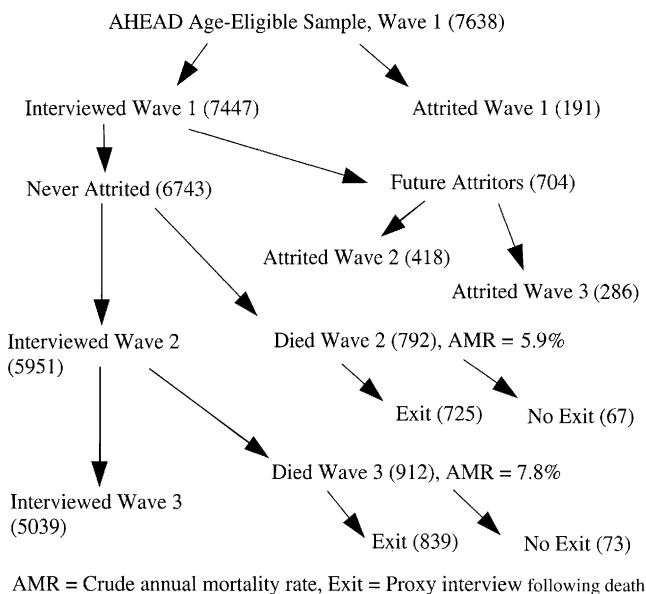 AHEAD Age-Eligible Sample, Wave 1 (7638)
Interviewed Wave 1 (7447)
Attrited Wave 1 (191)
Never Attrited (6743)
Future Attritors (704)
Attrited Wave 2 (418)
Attrited Wave 3 (286)
Interviewed Wave 2
(5951)
Died Wave 2 (792), AMR = 5.9%
Exit (725)
No Exit (67)
Died Wave 3 (912), AMR = 7.8%
Interviewed Wave 3
(5039)
Exit (839)
No Exit (73)
AMR = Crude annual mortality rate, Exit = Proxy interview following death